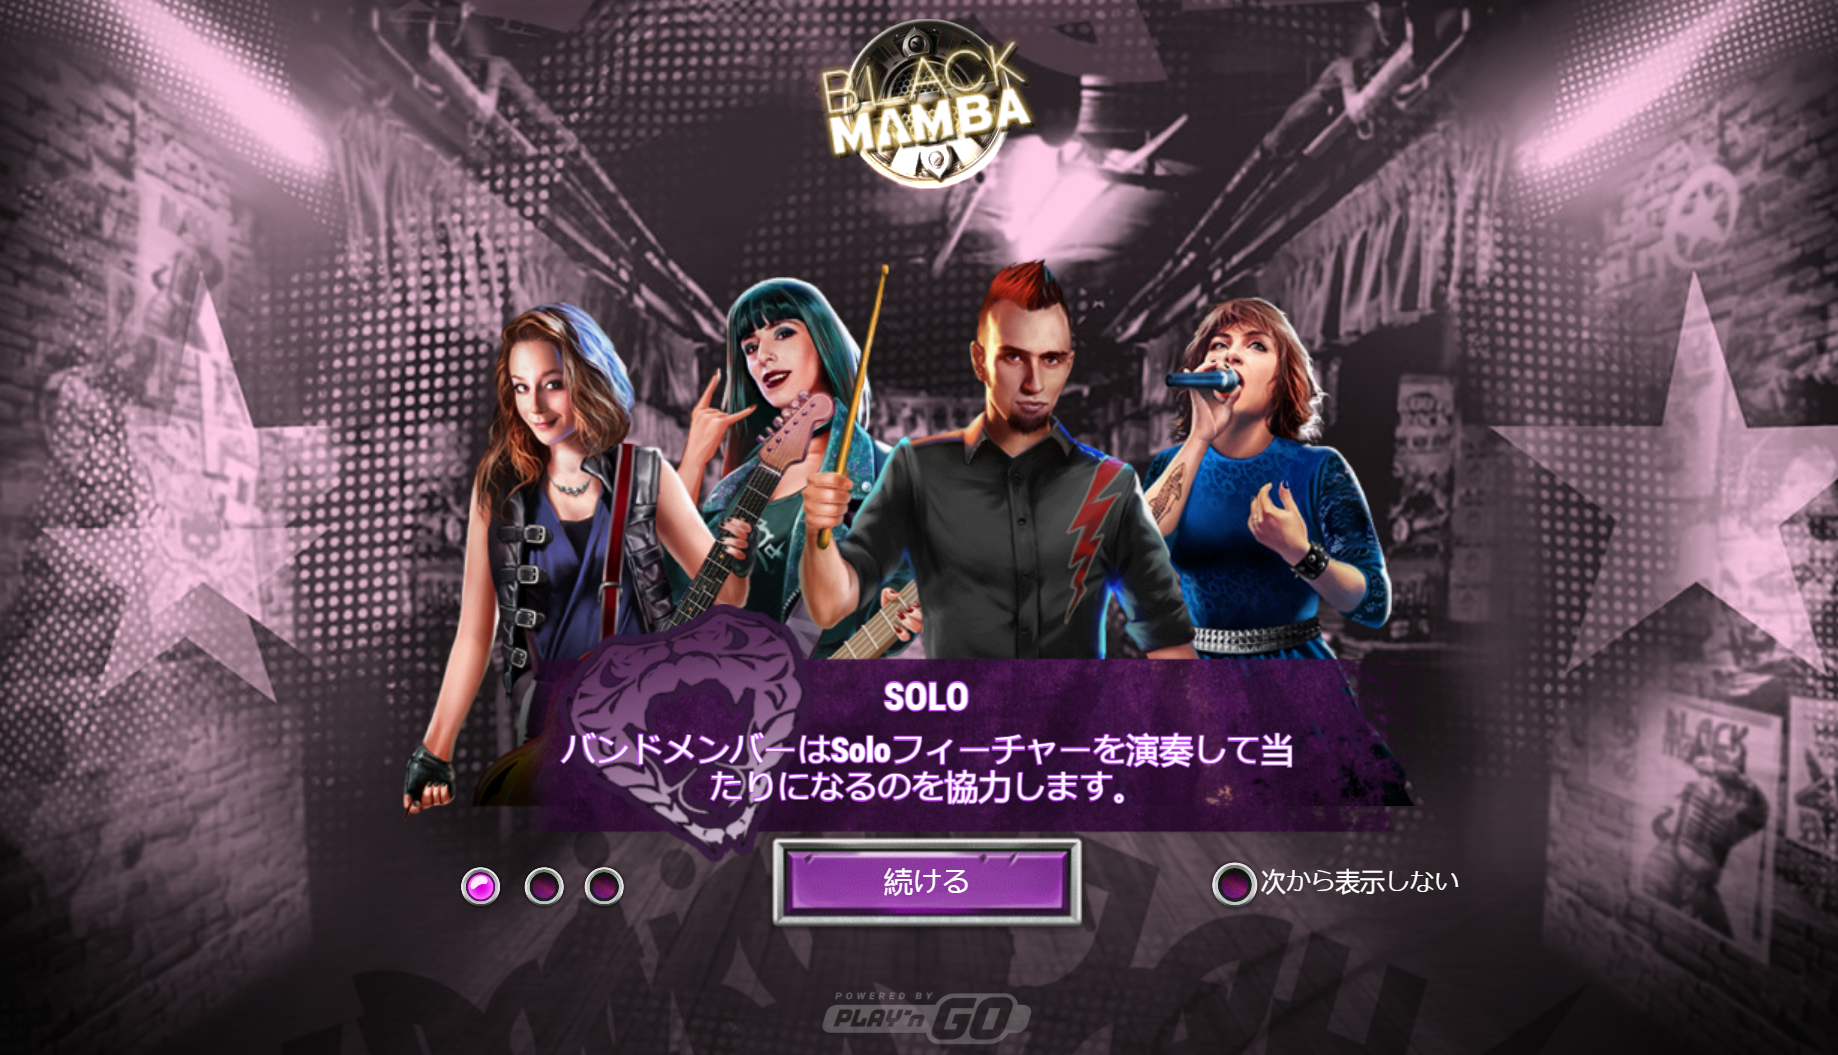 BLACK
MAMBA
SOLO
バンドメンバーはSoloフィーチャーを演奏して当
たりになるのを協力します。
続ける
次から表示しない
POWERED BY
PLAY'n GO
BLACK